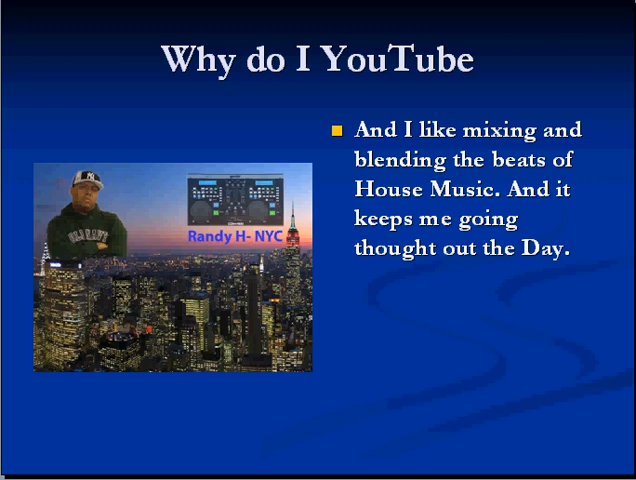 Why do I YouTube
And I like mixing and
blending the beats of
House Music. And it
keeps me going
thought out the Day.
Randy H- NYC